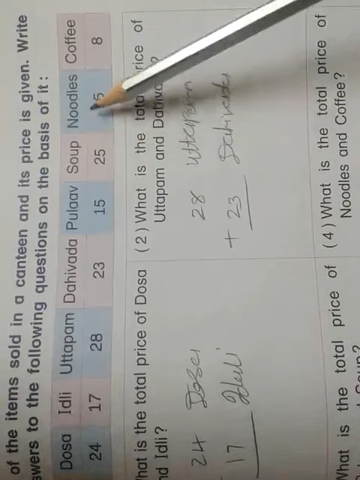 of the items sold in a canteen and its price is given. Write
swers to the following questions on the basis of it :
Dosa Idli Uttapam Dahivada Pulaav Soup Noodles Coffee
24 17 28 23 15 25 5 8
hat is the total price of Dosa
nd Idli?
24 Dosa
17 Idli
(2) What is the total price of
Uttapam and Dahivada?
28 Uttapam
+ 23 Dahivada
What is the total price of
Soup?
(4) What is the total price of
Noodles and Coffee?